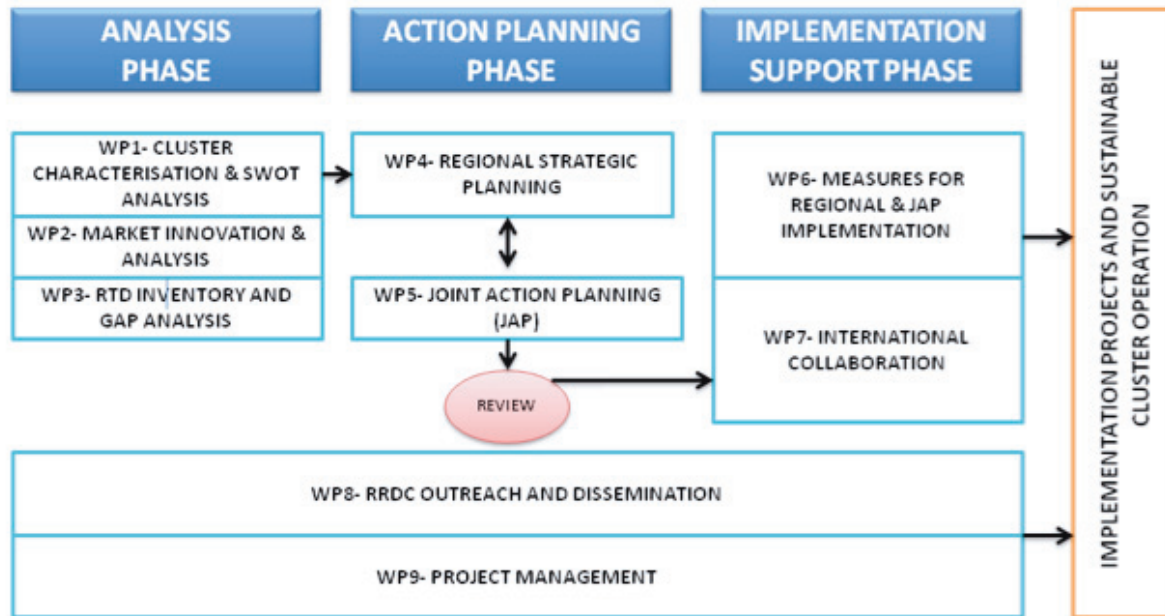 ANALYSIS
PHASE
ACTION PLANNING
PHASE
IMPLEMENTATION
SUPPORT PHASE
WP1- CLUSTER
CHARACTERISATION & SWOT
ANALYSIS
WP2- MARKET INNOVATION &
ANALYSIS
WP3- RTD INVENTORY AND
GAP ANALYSIS
WP4- REGIONAL STRATEGIC
PLANNING
WP5- JOINT ACTION PLANNING
(JAP)
REVIEW
WP6- MEASURES FOR
REGIONAL & JAP
IMPLEMENTATION
WP7- INTERNATIONAL
COLLABORATION
WP8- RRDC OUTREACH AND DISSEMINATION
WP9- PROJECT MANAGEMENT
IMPLEMENTATION PROJECTS AND SUSTAINABLE
CLUSTER OPERATION